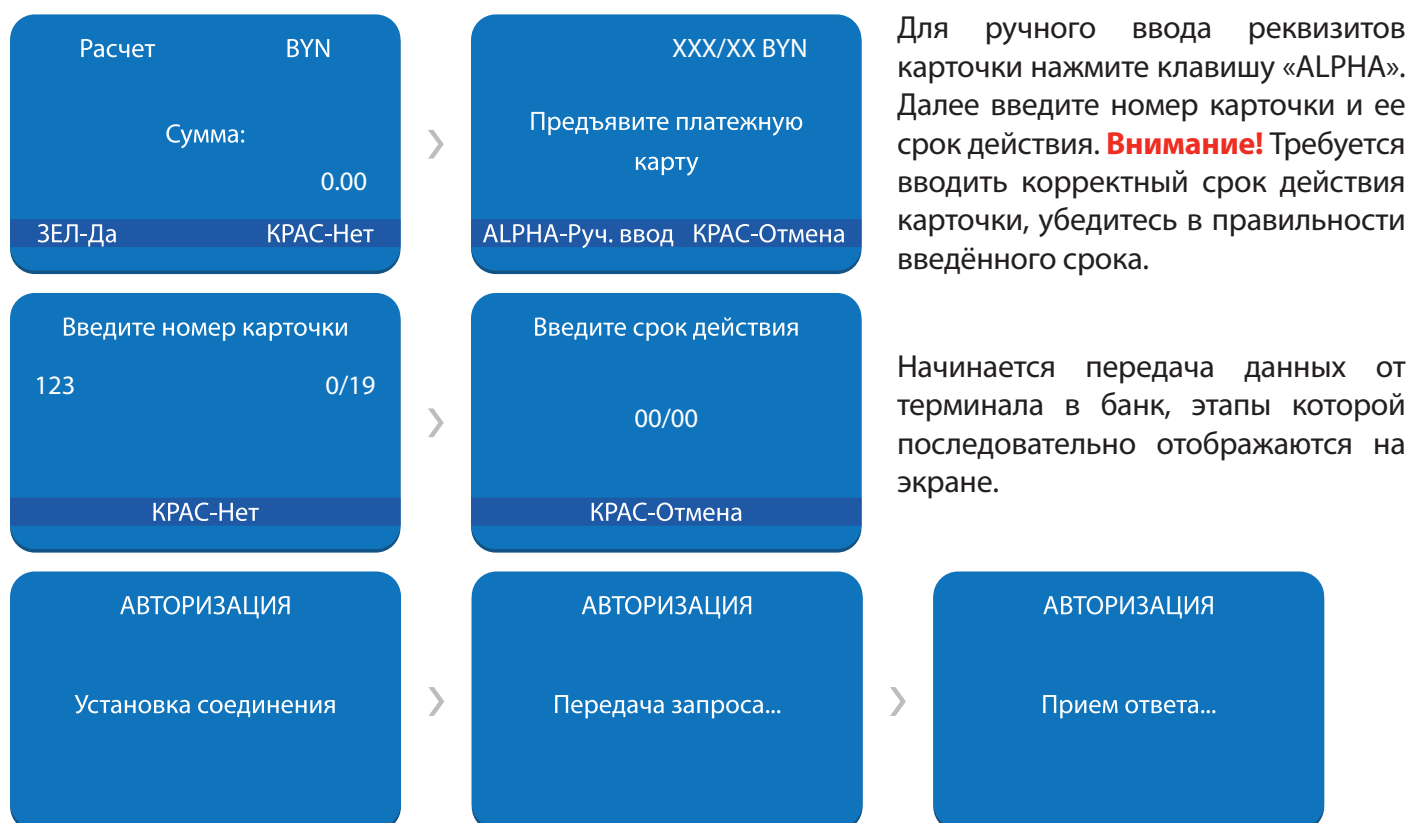 Расчет BYN
Сумма:
0.00
ЗЕЛ-Да КРАС-Нет
XXX/XX BYN
Предъявите платежную
карту
ALPHA-Руч. ввод КРАС-Отмена
Для ручного ввода реквизитов
карточки нажмите клавишу «ALPHA».
Далее введите номер карточки и ее
срок действия. Внимание! Требуется
вводить корректный срок действия
карточки, убедитесь в правильности
введённого срока.
Введите номер карточки
123 0/19
КРАС-Нет
Введите срок действия
00/00
КРАС-Отмена
Начинается передача данных от
терминала в банк, этапы которой
последовательно отображаются на
экране.
АВТОРИЗАЦИЯ
Установка соединения
АВТОРИЗАЦИЯ
Передача запроса...
АВТОРИЗАЦИЯ
Прием ответа...